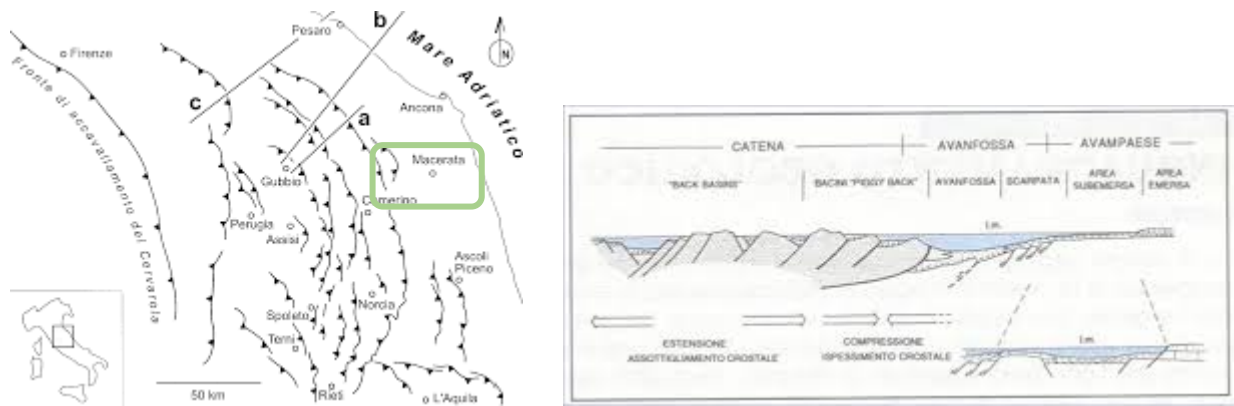 Pesaro
b
Mare Adriatico
N
Firenze
Fronte di accavallamento del Cervarola
c
Ancona
a
Macerata
Gubbio
Camerino
Perugia
Assisi
Ascoli
Piceno
Norcia
Spoleto
Terni
50 km
Rieti
L'Aquila
CATENA
AVANFOSSA
AVAMPAESE
"BACK BASINS"
BACINI "PIGGY BACK"
AVANFOSSA
SCARPATA
AREA
SUBEMERSA
AREA
EMERSA
l.m.
ESTENSIONE
ASSOTTIGLIAMENTO CROSTALE
COMPRESSIONE
ISPESSIMENTO CROSTALE
l.m.